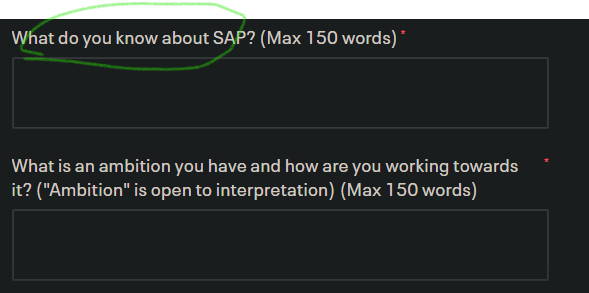 What do you know about SAP? (Max 150 words) *
What is an ambition you have and how are you working towards *
it? ("Ambition" is open to interpretation) (Max 150 words)